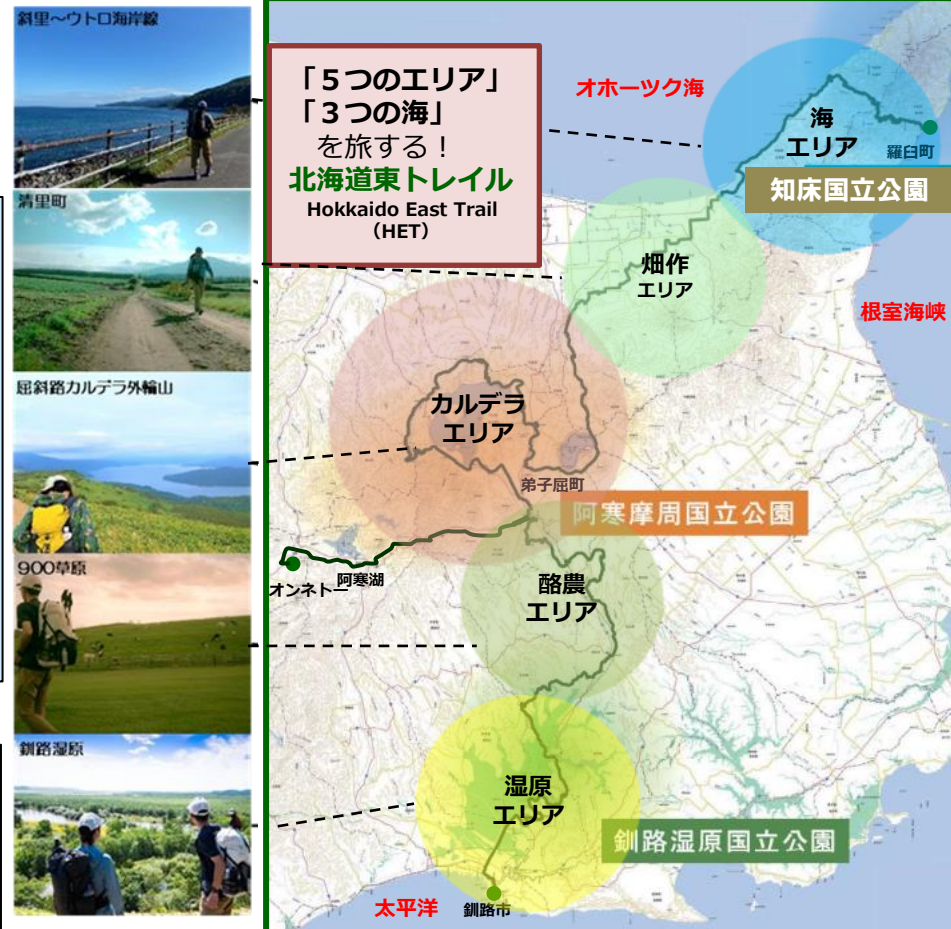 斜里～ウトロ海岸線
清里町
屈斜路カルデラ外輪山
900草原
釧路湿原
「５つのエリア」
「３つの海」
を旅する！
北海道東トレイル
Hokkaido East Trail
（HET）
オホーツク海
海
エリア
羅臼町
知床国立公園
畑作
エリア
根室海峡
カルデラ
エリア
弟子屈町
阿寒摩周国立公園
オンネトー
阿寒湖
酪農
エリア
湿原
エリア
釧路湿原国立公園
太平洋
釧路市